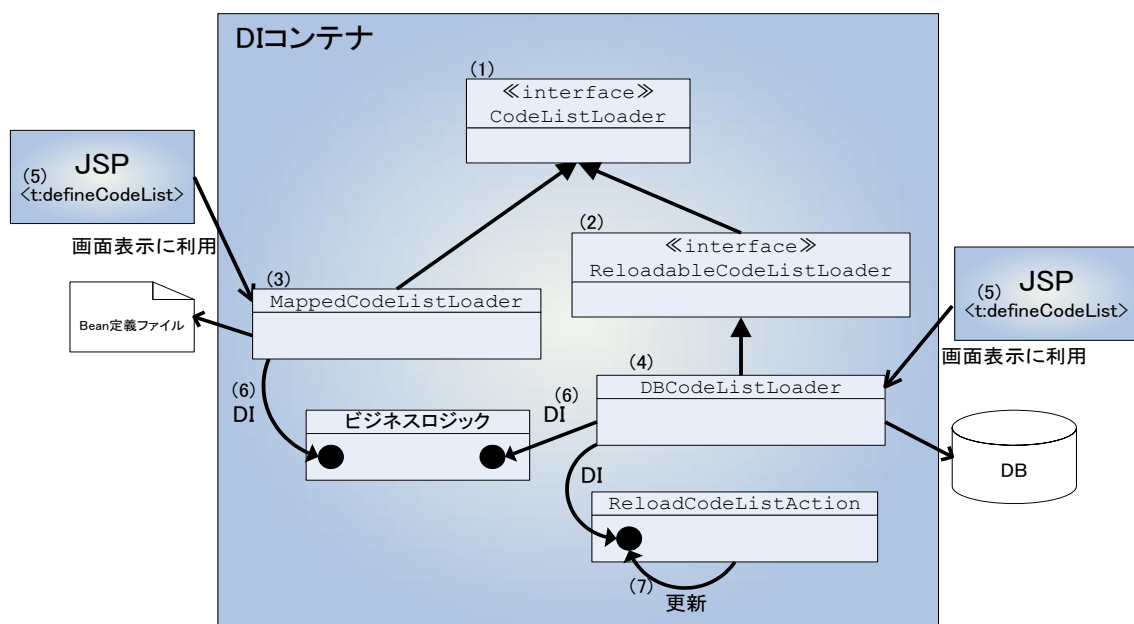 DIコンテナ
(1)
≪interface≫
CodeListLoader
JSP
(5)
<t:defineCodeList>
画面表示に利用
(2)
≪interface≫
ReloadableCodeListLoader
(3)
MappedCodeListLoader
Bean定義ファイル
JSP
(5)
<t:defineCodeList>
画面表示に利用
(4)
DBCodeListLoader
(6)
DI
ビジネスロジック
(6)
DI
DB
DI
ReloadCodeListAction
(7)
更新